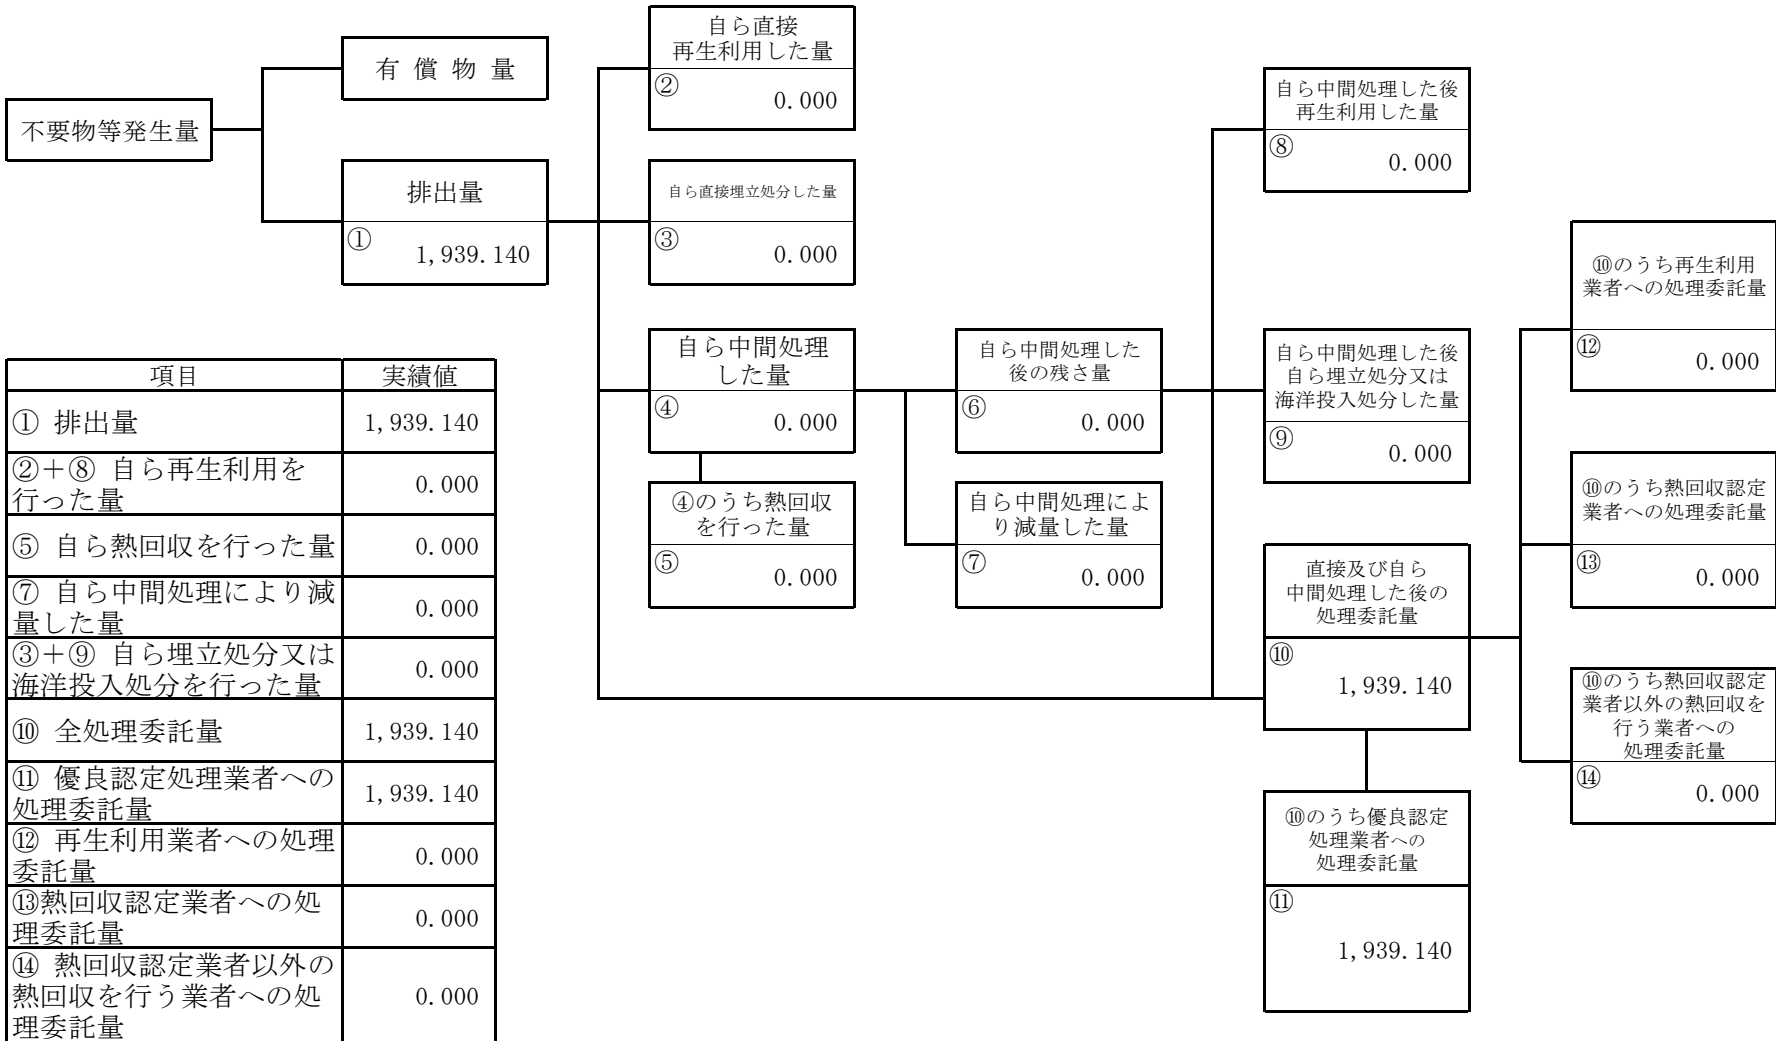 不要物等発生量
有 償 物 量
排出量
① 1,939.140
自ら直接
再生利用した量
② 0.000
自ら直接埋立処分した量
③ 0.000
自ら中間処理
した量
④ 0.000
④のうち熱回収
を行った量
⑤ 0.000
自ら中間処理した
後の残さ量
⑥ 0.000
自ら中間処理によ
り減量した量
⑦ 0.000
自ら中間処理した後
再生利用した量
⑧ 0.000
自ら中間処理した後
自ら埋立処分又は
海洋投入処分した量
⑨ 0.000
直接及び自ら
中間処理した後の
処理委託量
⑩ 1,939.140
⑩のうち優良認定
処理業者への
処理委託量
⑪ 1,939.140
⑩のうち再生利用
業者への処理委託量
⑫ 0.000
⑩のうち熱回収認定
業者への処理委託量
⑬ 0.000
⑩のうち熱回収認定
業者以外の熱回収を
行う業者への
処理委託量
⑭ 0.000
項目 実績値
① 排出量 1,939.140
②+⑧ 自ら再生利用を
行った量 0.000
⑤ 自ら熱回収を行った量 0.000
⑦ 自ら中間処理により減
量した量 0.000
③+⑨ 自ら埋立処分又は
海洋投入処分を行った量 0.000
⑩ 全処理委託量 1,939.140
⑪ 優良認定処理業者への
処理委託量 1,939.140
⑫ 再生利用業者への処理
委託量 0.000
⑬熱回収認定業者への処
理委託量 0.000
⑭ 熱回収認定業者以外の
熱回収を行う業者への処
理委託量 0.000